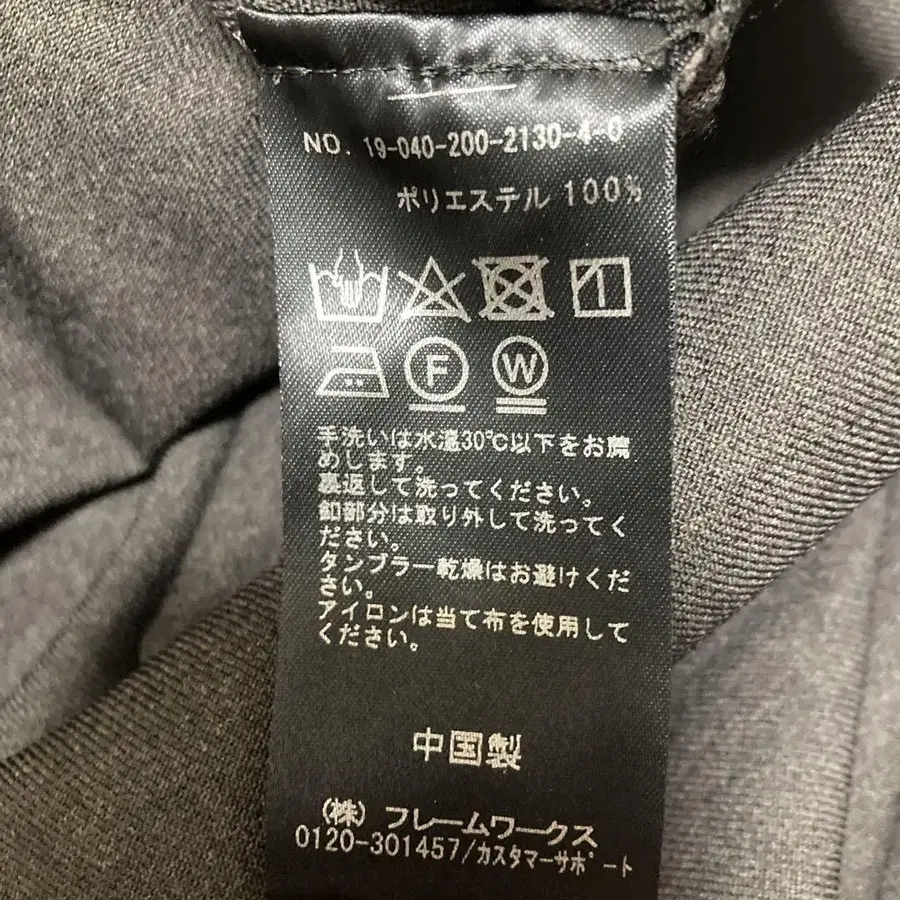 NO. 19-040-200-2130-4-0
ポリエステル 100%
F W
手洗いは水温30℃以下をお薦
めします。
裏返して洗ってください。
釦部分は取り外して洗ってく
ださい。
タンブラー乾燥はお避けくだ
さい。
アイロンは当て布を使用して
ください。
中国製
(株) フレームワークス
0120-301457/カスタマーサポート